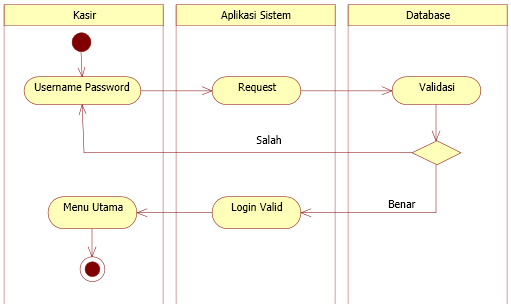 Kasir
Aplikasi Sistem
Database
Username Password
Request
Validasi
Salah
Benar
Menu Utama
Login Valid